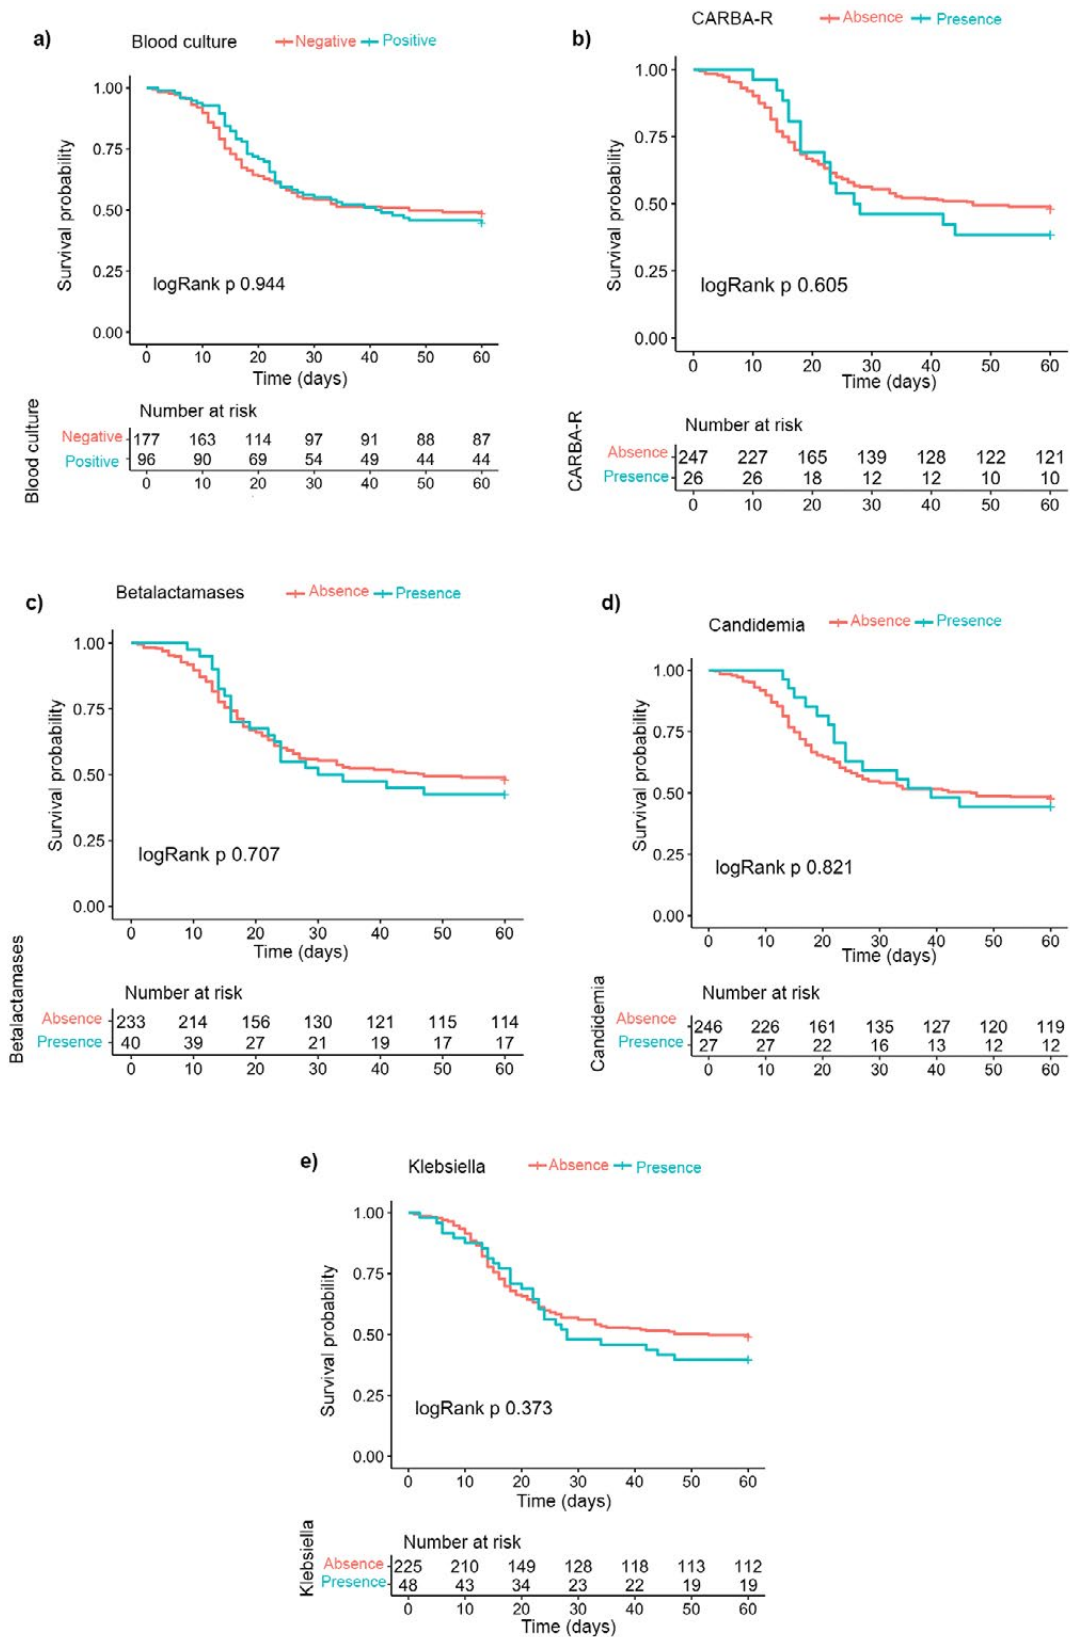 a) Blood culture Negative Positive
1.00
0.75
0.50
0.25
0.00
Survival probability
logRank p 0.944
0 10 20 30 40 50 60
Time (days)
Blood culture
Number at risk
Negative 177 163 114 97 91 88 87
Positive 96 90 69 54 49 44 44
0 10 20 30 40 50 60
b) CARBA-R Absence Presence
1.00
0.75
0.50
0.25
0.00
Survival probability
logRank p 0.605
0 10 20 30 40 50 60
Time (days)
CARBA-R
Number at risk
Absence 247 227 165 139 128 122 121
Presence 26 26 18 12 12 10 10
0 10 20 30 40 50 60
c) Betalactamases Absence Presence
1.00
0.75
0.50
0.25
0.00
Survival probability
logRank p 0.707
0 10 20 30 40 50 60
Time (days)
Betalactamases
Number at risk
Absence 233 214 156 130 121 115 114
Presence 40 39 27 21 19 17 17
0 10 20 30 40 50 60
d) Candidemia Absence Presence
1.00
0.75
0.50
0.25
0.00
Survival probability
logRank p 0.821
0 10 20 30 40 50 60
Time (days)
Candidemia
Number at risk
Absence 246 226 161 135 127 120 119
Presence 27 27 22 16 13 12 12
0 10 20 30 40 50 60
e) Klebsiella Absence Presence
1.00
0.75
0.50
0.25
0.00
Survival probability
logRank p 0.373
0 10 20 30 40 50 60
Time (days)
Klebsiella
Number at risk
Absence 225 210 149 128 118 113 112
Presence 48 43 34 23 22 19 19
0 10 20 30 40 50 60
Time (days)